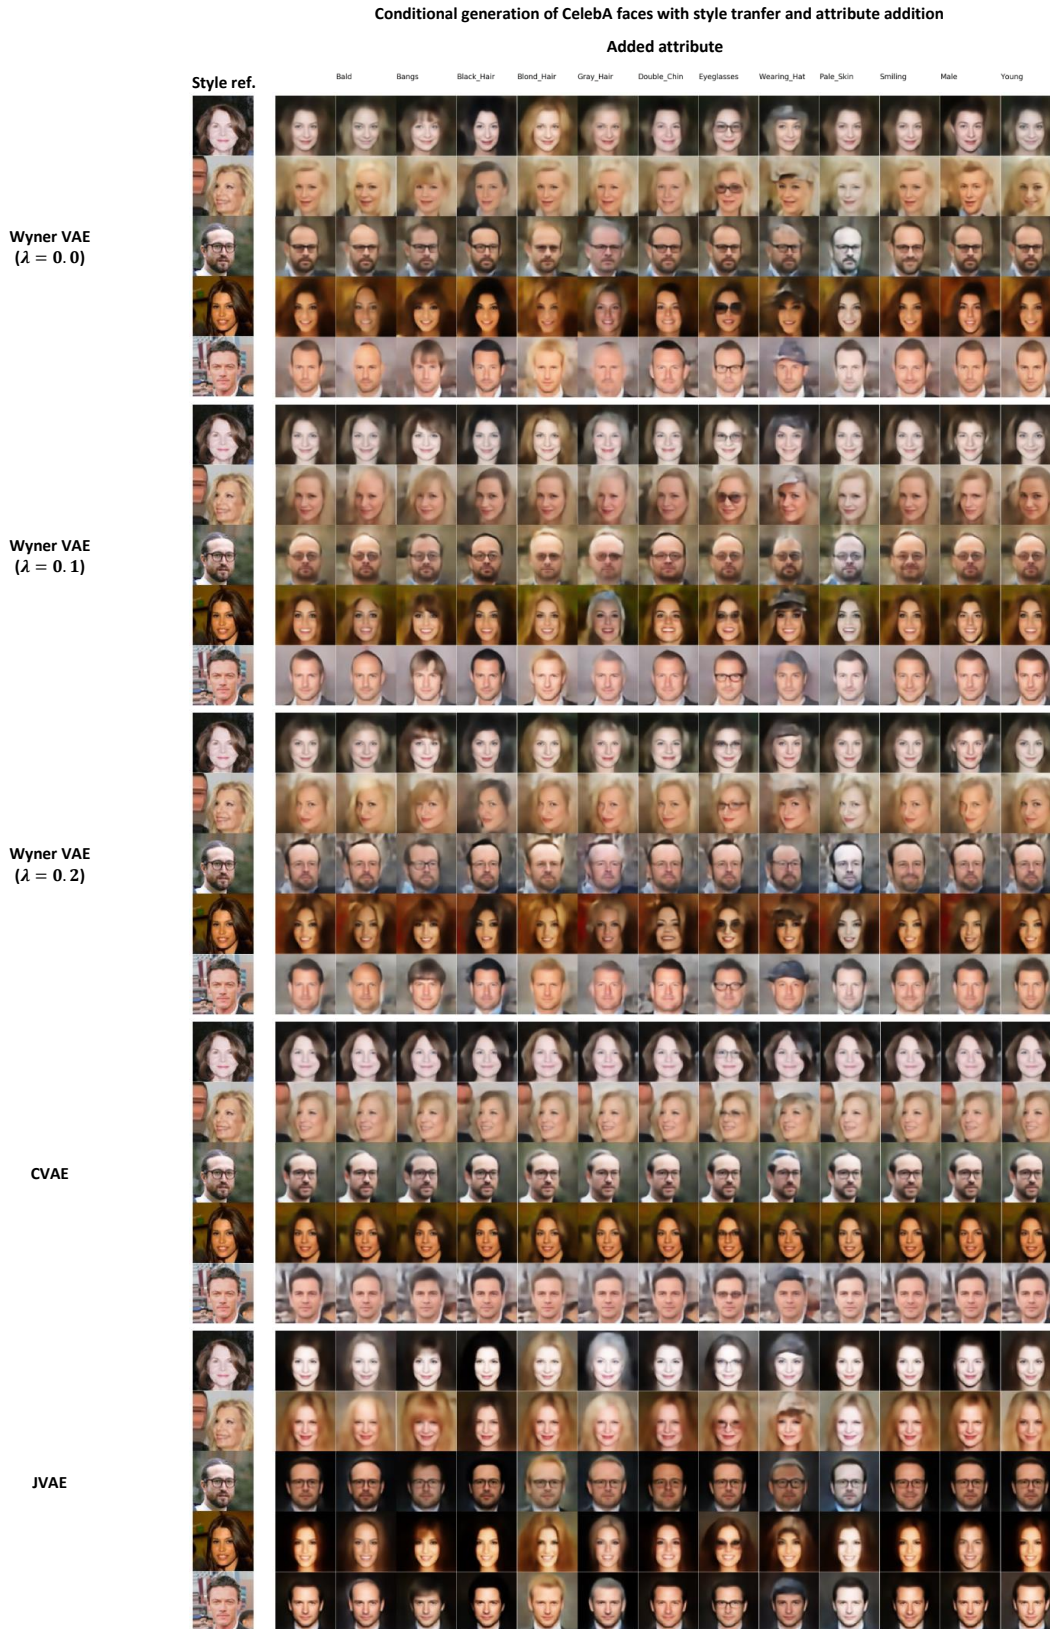 Conditional generation of CelebA faces with style tranfer and attribute addition
Added attribute
Style ref.
Bald Bangs Black_Hair Blond_Hair Gray_Hair Double_Chin Eyeglasses Wearing_Hat Pale_Skin Smiling Male Young
Wyner VAE
(λ = 0.0)
Wyner VAE
(λ = 0.1)
Wyner VAE
(λ = 0.2)
CVAE
JVAE